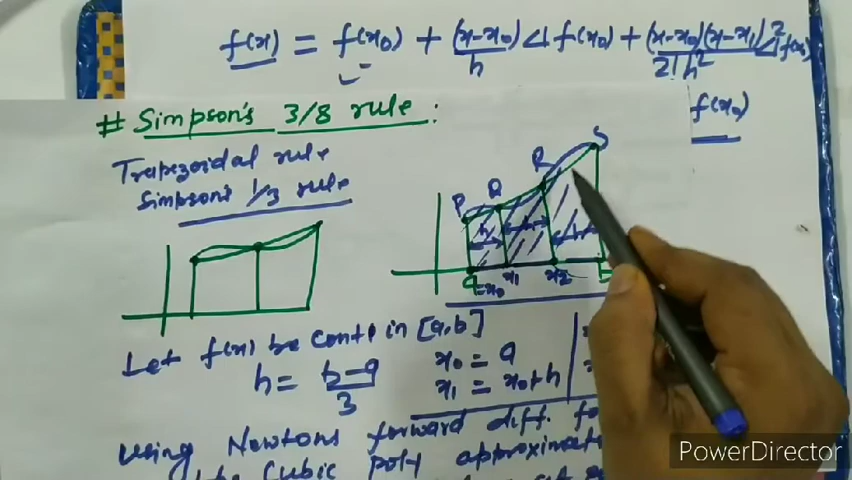 f(x) = f(x0) + (x-x0)/h Δf(x0) + (x-x0)(x-x1)/2!h² Δ²f(x0)
f(x0)
# Simpson's 3/8 rule :
Trapezoidal rule
Simpson's 1/3 rule
P Q R S
h h h
a =x0 x1 x2 b
Let f(x) be conti in [a,b]
h = b-a/3
x0 = a
x1 = x0+h
using Newtons forward diff. fo
cubic poly approximati
PowerDirector